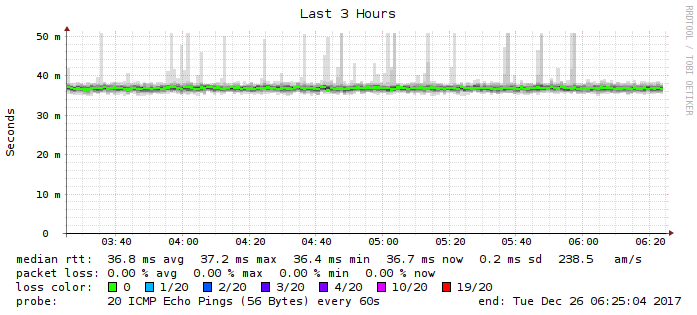 Last 3 Hours
RRDTOOL / TOBI OETIKER
Seconds
50 m
40 m
30 m
20 m
10 m
0
03:40 04:00 04:20 04:40 05:00 05:20 05:40 06:00 06:20
median rtt: 36.8 ms avg 37.2 ms max 36.4 ms min 36.7 ms now 0.2 ms sd 238.5 am/s
packet loss: 0.00 % avg 0.00 % max 0.00 % min 0.00 % now
loss color: 0 1/20 2/20 3/20 4/20 10/20 19/20
probe: 20 ICMP Echo Pings (56 Bytes) every 60s end: Tue Dec 26 06:25:04 2017